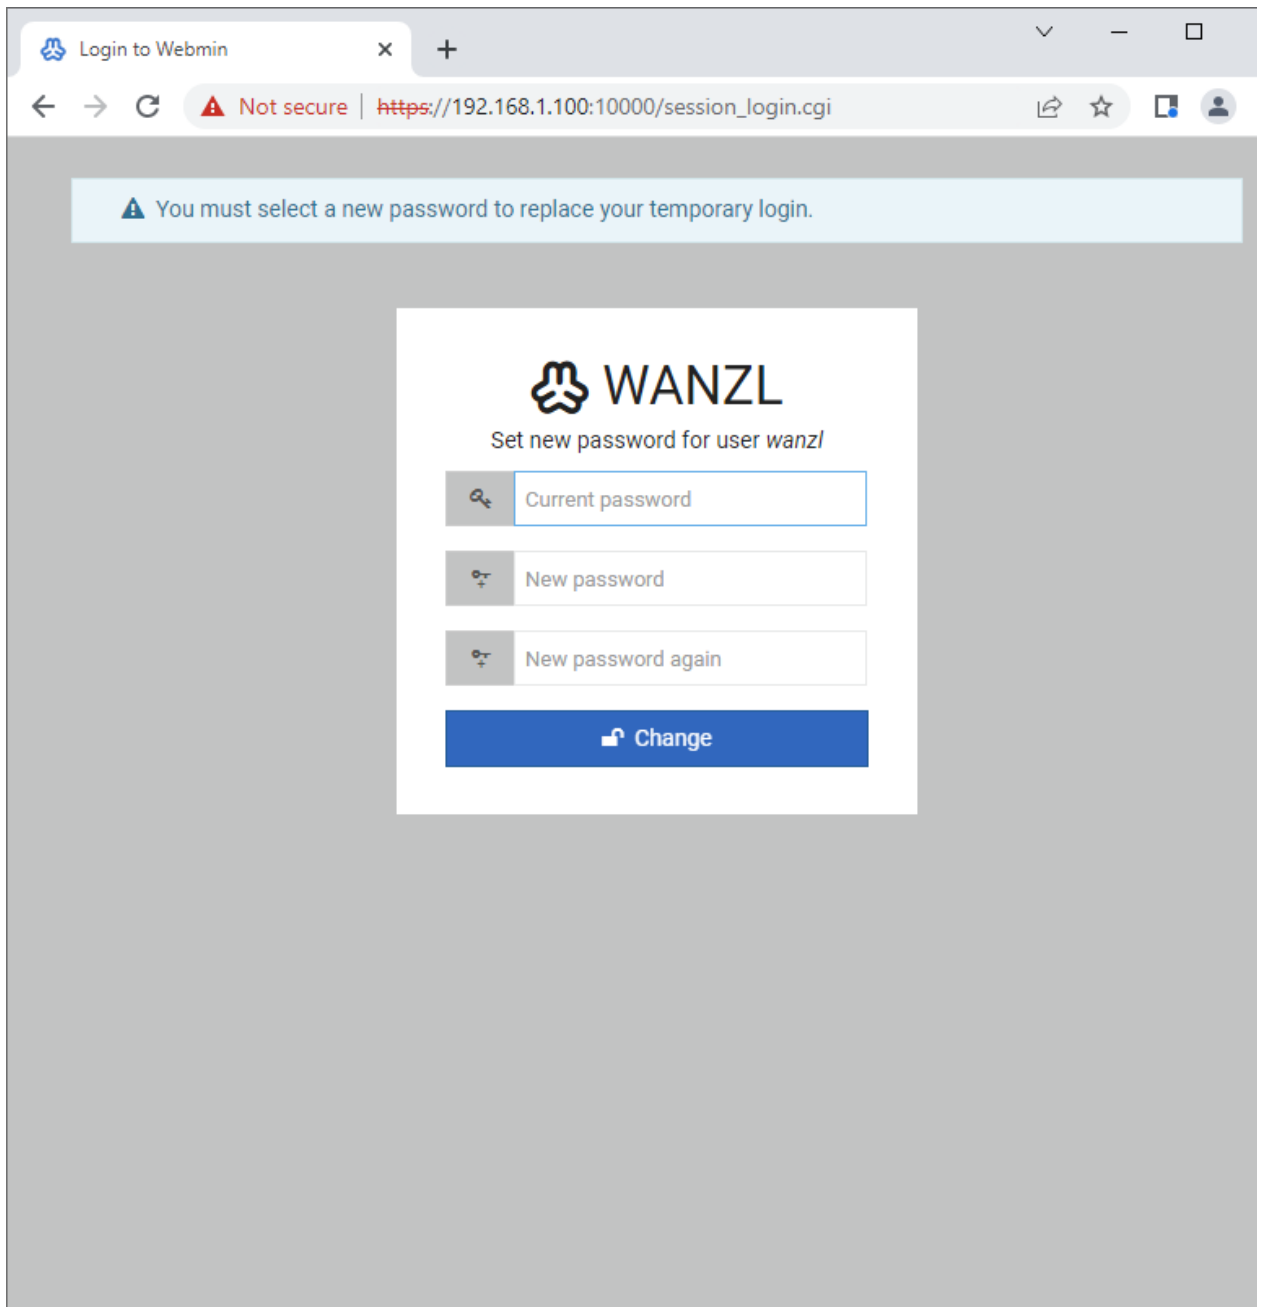 Login to Webmin
Not secure | https://192.168.1.100:10000/session_login.cgi
You must select a new password to replace your temporary login.
WANZL
Set new password for user wanzl
Current password
New password
New password again
Change